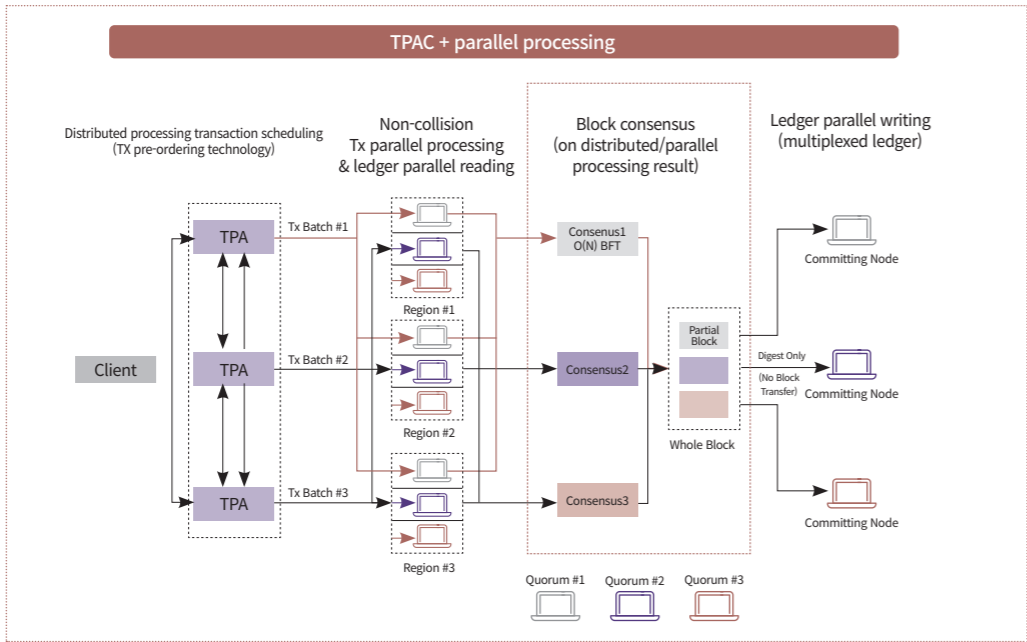 TPAC + parallel processing
Distributed processing transaction scheduling
(TX pre-ordering technology)
Non-collision
Tx parallel processing
& ledger parallel reading
Block consensus
(on distributed/parallel
processing result)
Ledger parallel writing
(multiplexed ledger)
Client
TPA
TPA
TPA
Tx Batch #1
Tx Batch #2
Tx Batch #3
Region #1
Region #2
Region #3
Consenus1
O(N) BFT
Consensus2
Consensus3
Partial
Block
Whole Block
Digest Only
(No Block
Transfer)
Committing Node
Committing Node
Committing Node
Quorum #1
Quorum #2
Quorum #3